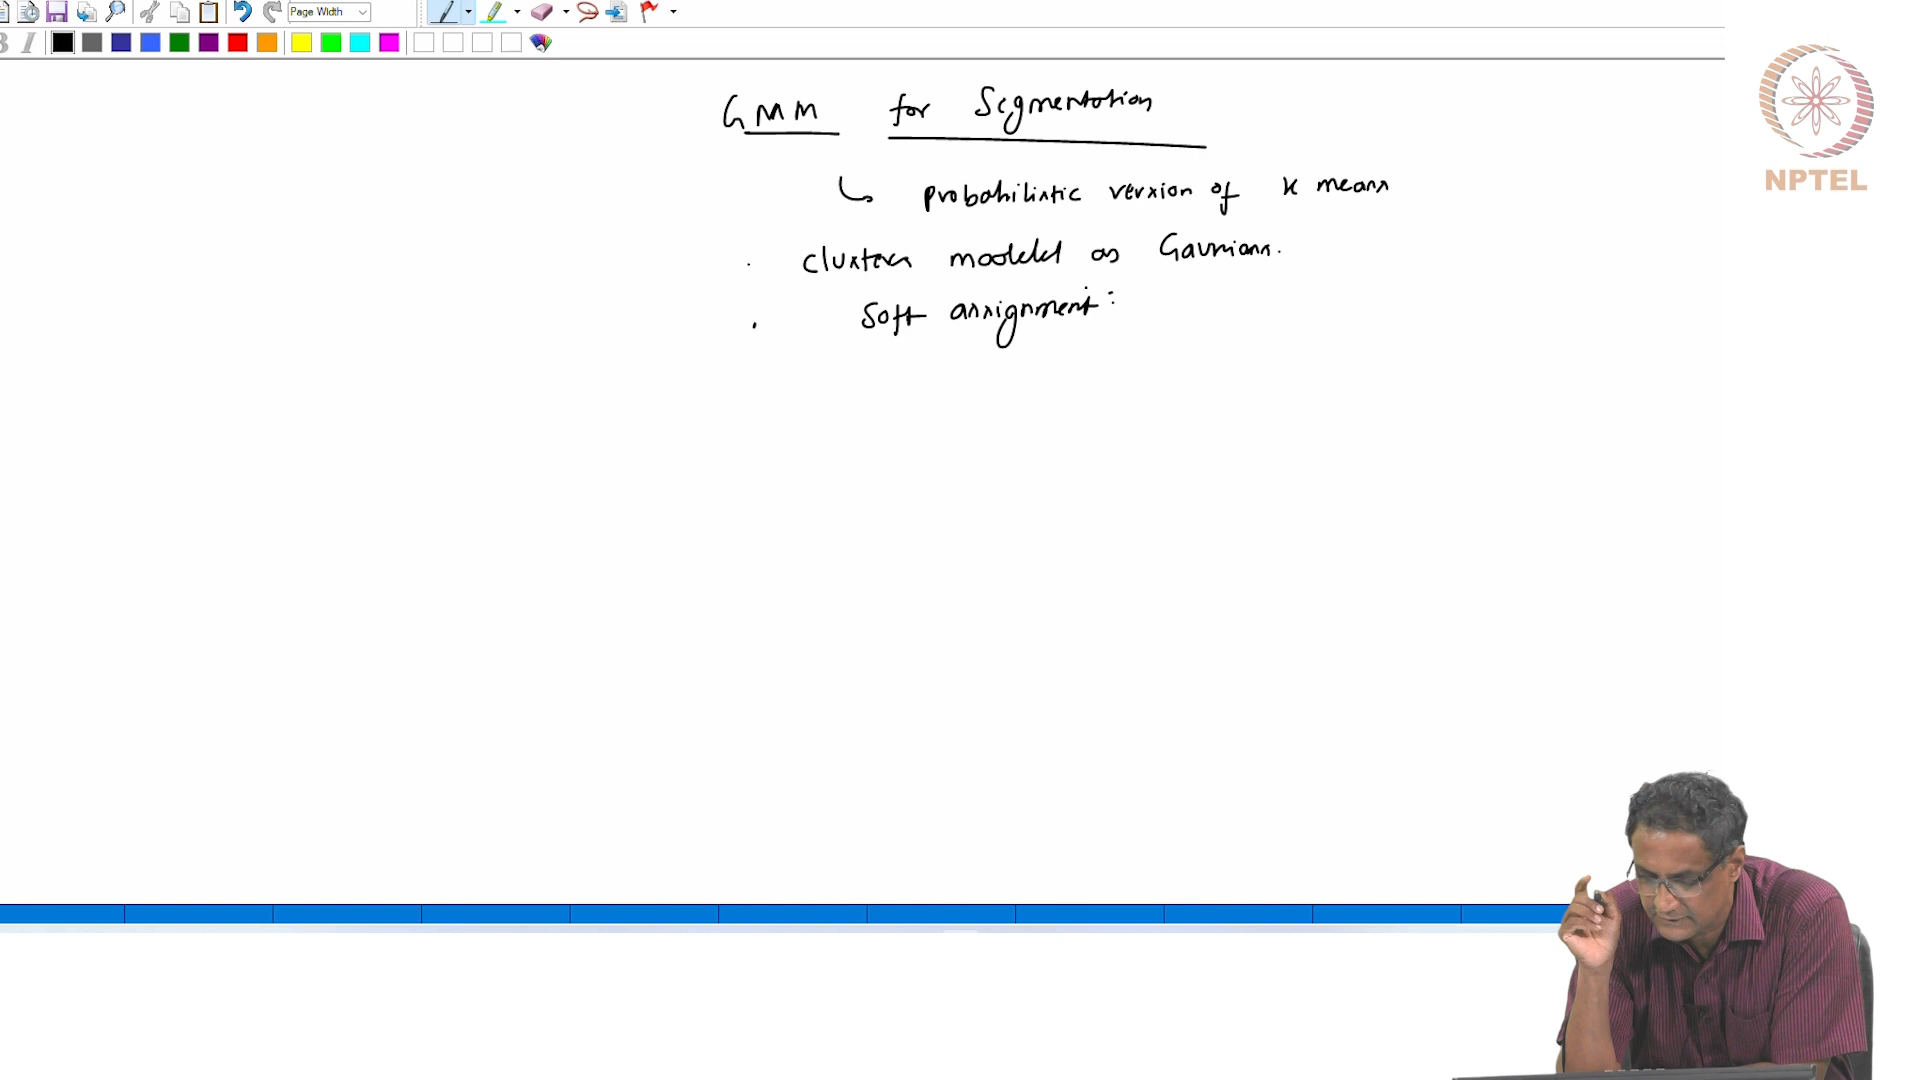 Page Width
B I
GMM for Segmentation
NPTEL
probabilistic version of K means
. clusters modeled as Gaussians.
. Soft assignment: